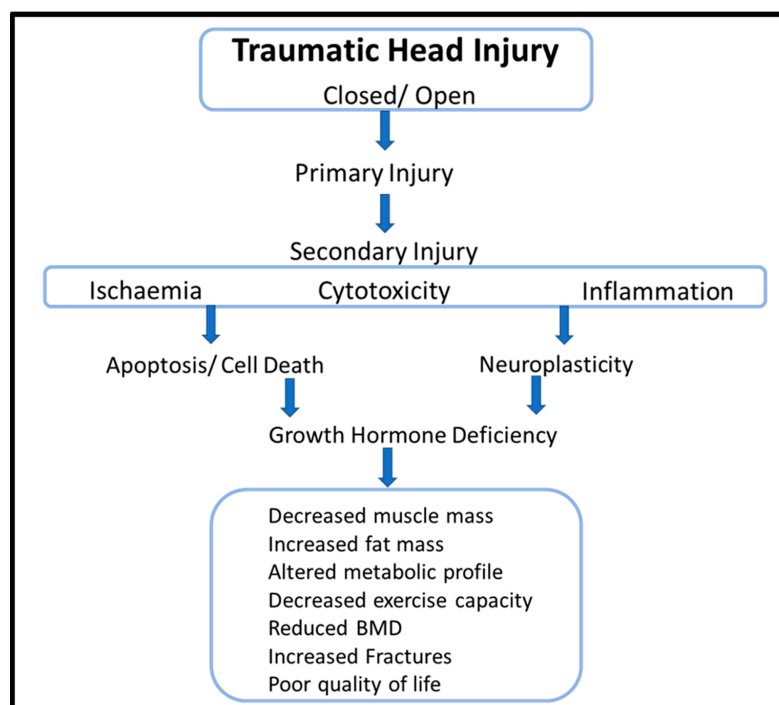 Traumatic Head Injury
Closed/ Open
Primary Injury
Secondary Injury
Ischaemia Cytotoxicity Inflammation
Apoptosis/ Cell Death Neuroplasticity
Growth Hormone Deficiency
Decreased muscle mass
Increased fat mass
Altered metabolic profile
Decreased exercise capacity
Reduced BMD
Increased Fractures
Poor quality of life